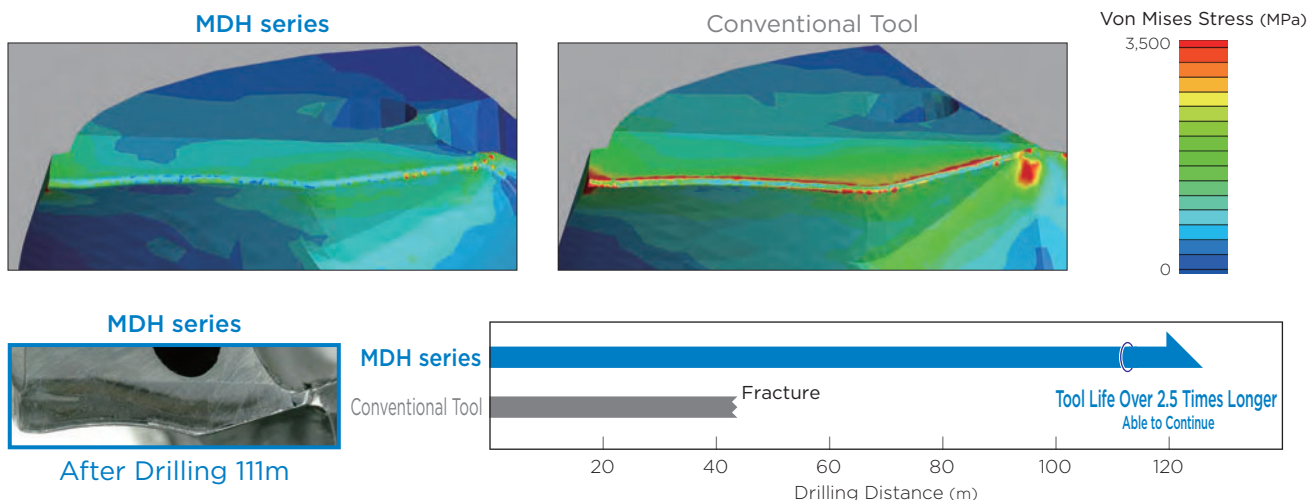 MDH series
Conventional Tool
Von Mises Stress (MPa)
3,500
0
MDH series
After Drilling 111m
MDH series
Conventional Tool
Fracture
Tool Life Over 2.5 Times Longer
Able to Continue
20 40 60 80 100 120
Drilling Distance (m)